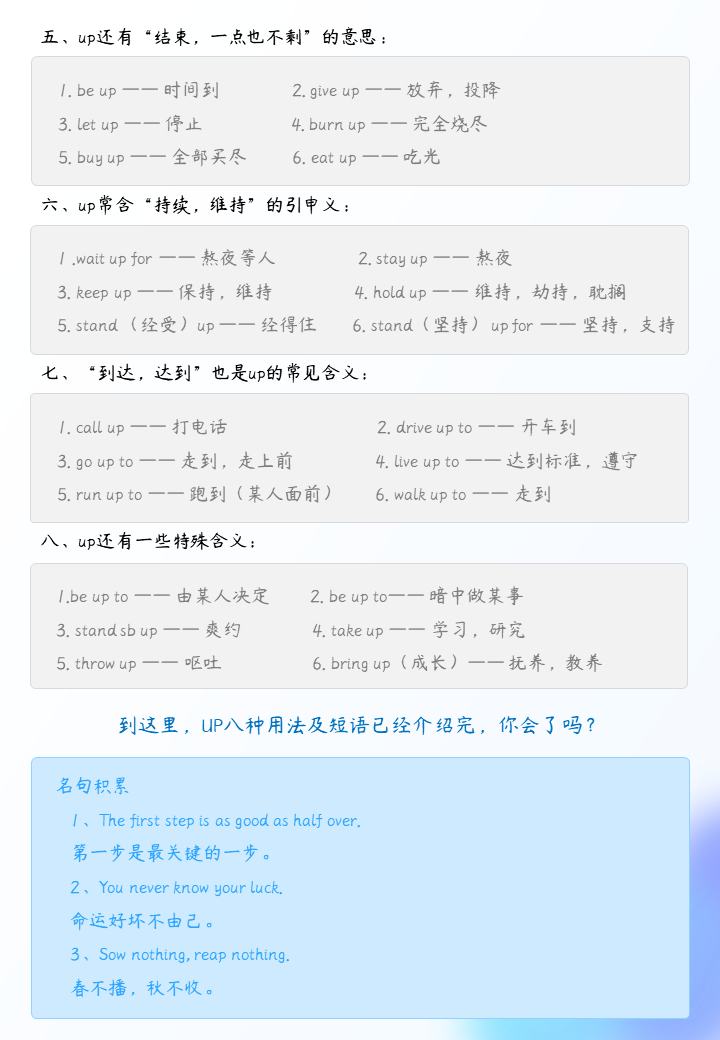 五、up还有“结束，一点也不剩”的意思：
1. be up —— 时间到 2. give up —— 放弃，投降
3. let up —— 停止 4. burn up —— 完全烧尽
5. buy up —— 全部买尽 6. eat up —— 吃光
六、up常含“持续，维持”的引申义：
1 .wait up for —— 熬夜等人 2. stay up —— 熬夜
3. keep up —— 保持，维持 4. hold up —— 维持，劫持，耽搁
5. stand（经受）up —— 经得住 6. stand（坚持）up for —— 坚持，支持
七、“到达，达到”也是up的常见含义：
1. call up —— 打电话 2. drive up to —— 开车到
3. go up to —— 走到，走上前 4. live up to —— 达到标准，遵守
5. run up to —— 跑到（某人面前） 6. walk up to —— 走到
八、up还有一些特殊含义：
1.be up to —— 由某人决定 2. be up to—— 暗中做某事
3. stand sb up —— 爽约 4. take up —— 学习，研究
5. throw up —— 呕吐 6. bring up（成长）—— 抚养，教养
到这里，UP八种用法及短语已经介绍完，你会了吗？
名句积累
1、The first step is as good as half over.
第一步是最关键的一步。
2、You never know your luck.
命运好坏不由己。
3、Sow nothing, reap nothing.
春不播，秋不收。